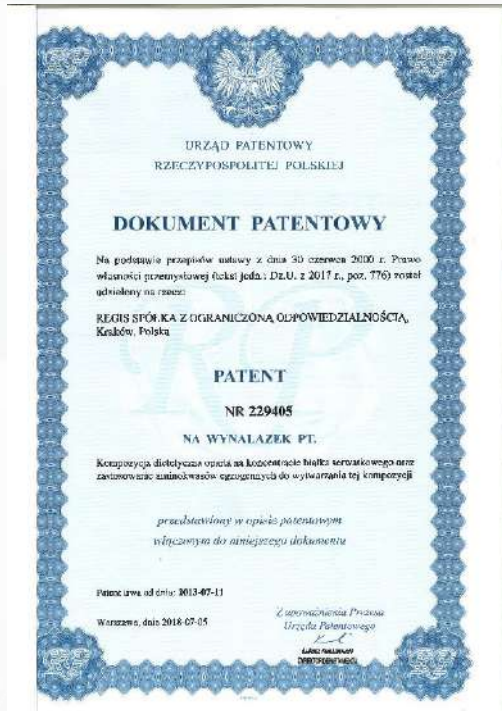 URZĄD PATENTOWY
RZECZYPOSPOLITEJ POLSKIEJ
DOKUMENT PATENTOWY
Na podstawie przepisów ustawy z dnia 30 czerwca 2000 r. Prawo
własności przemysłowej (tekst jedn.: Dz.U. z 2017 r., poz. 776) został
udzielony na rzecz:
REGIS SPÓŁKA Z OGRANICZONĄ ODPOWIEDZIALNOŚCIĄ,
Kraków, Polska
PATENT
NR 229405
NA WYNALAZEK PT.
Kompozycja dietetyczna oparta na koncentracie białka serwatkowego oraz
zastosowanie aminokwasów egzogennych do wytwarzania tej kompozycji
przedstawiony w opisie patentowym
włączonym do niniejszego dokumentu
Patent trwa od dnia: 2013-07-11
Warszawa, dnia 2018-07-05
Z upoważnienia Prezesa
Urzędu Patentowego